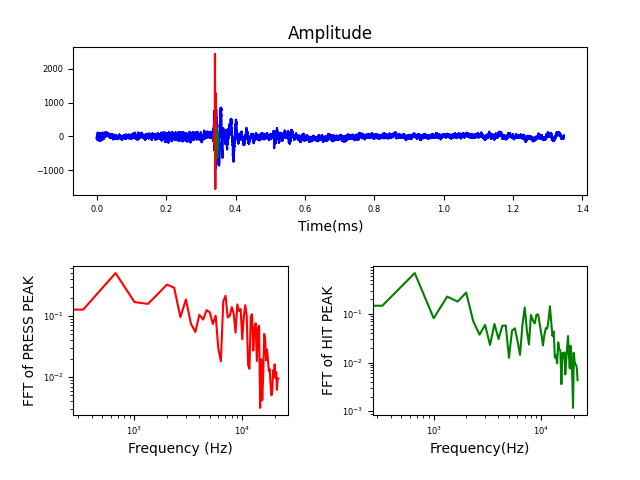 Amplitude
2000
1000
0
−1000
0.0 0.2 0.4 0.6 0.8 1.0 1.2 1.4
Time(ms)
FFT of PRESS PEAK
10⁻¹
10⁻²
10³ 10⁴
Frequency (Hz)
FFT of HIT PEAK
10⁻¹
10⁻²
10⁻³
10³ 10⁴
Frequency(Hz)